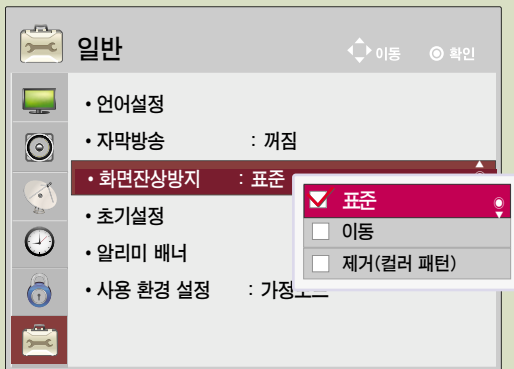 일반
이동 확인
• 언어설정
• 자막방송 : 꺼짐
• 화면잔상방지 : 표준
표준
• 초기설정
이동
• 알리미 배너
제거(컬러 패턴)
• 사용 환경 설정 : 가정모드